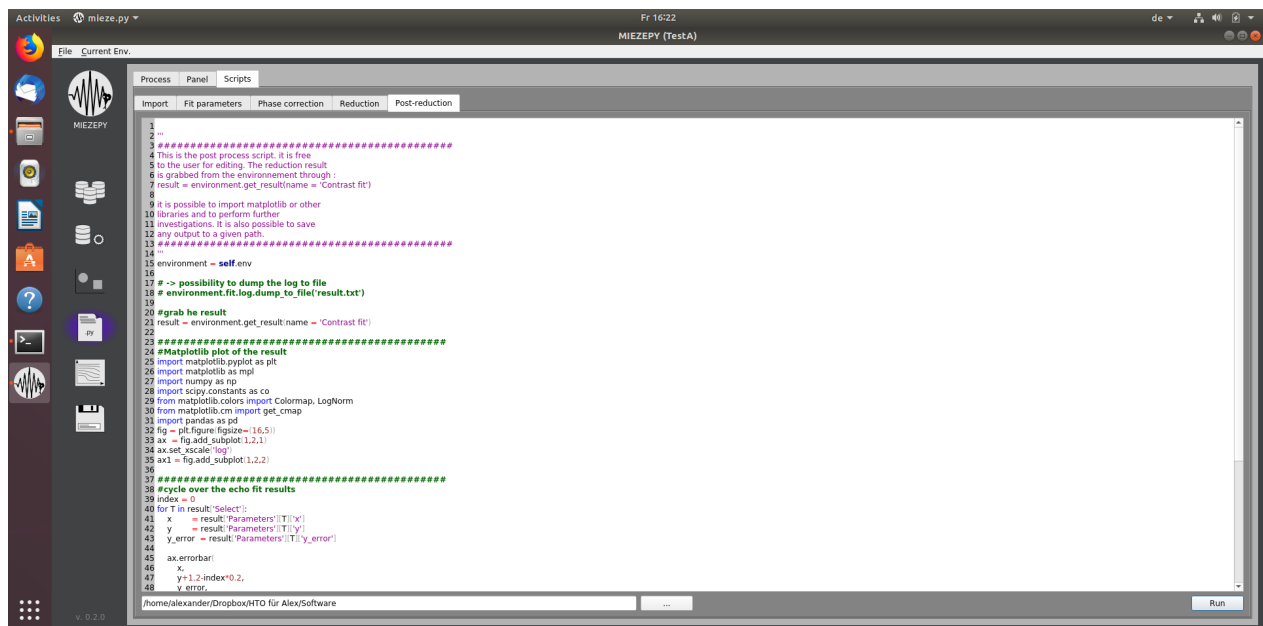 Activities mieze.py Fr 16:22 de
MIEZEPY (TestA)
File Current Env.
MIEZEPY
.PY
v. 0.2.0
Process Panel Scripts
Import Fit parameters Phase correction Reduction Post-reduction
1
2 '''
3 #############################################
4 This is the post process script. it is free
5 to the user for editing. The reduction result
6 is grabbed from the environnement through :
7 result = environment.get_result(name = 'Contrast fit')
8
9 it is possible to import matplotlib or other
10 libraries and to perform further
11 investigations. It is also possible to save
12 any output to a given path.
13 #############################################
14 '''
15 environment = self.env
16
17 # -> possibility to dump the log to file
18 # environment.fit.log.dump_to_file('result.txt')
19
20 #grab he result
21 result = environment.get_result(name = 'Contrast fit')
22
23 ############################################
24 #Matplotlib plot of the result
25 import matplotlib.pyplot as plt
26 import matplotlib as mpl
27 import numpy as np
28 import scipy.constants as co
29 from matplotlib.colors import Colormap, LogNorm
30 from matplotlib.cm import get_cmap
31 import pandas as pd
32 fig = plt.figure(figsize=(16,5))
33 ax = fig.add_subplot(1,2,1)
34 ax.set_xscale('log')
35 ax1 = fig.add_subplot(1,2,2)
36
37 ############################################
38 #cycle over the echo fit results
39 index = 0
40 for T in result['Select']:
41 x = result['Parameters'][T]['x']
42 y = result['Parameters'][T]['y']
43 y_error = result['Parameters'][T]['y_error']
44
45 ax.errorbar(
46 x,
47 y+1.2-index*0.2,
48 y_error,
/home/alexander/Dropbox/HTO für Alex/Software ... Run